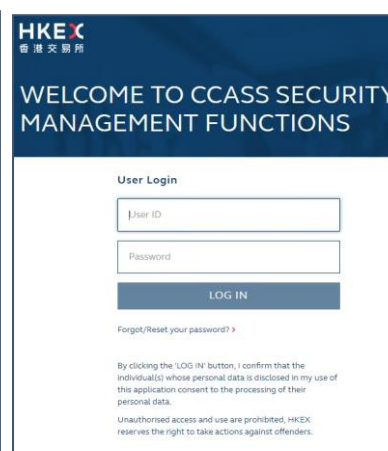 HKEX
香港交易所
WELCOME TO CCASS SECURITY
MANAGEMENT FUNCTIONS
User Login
User ID
Password
LOG IN
Forgot/Reset your password? >
By clicking the 'LOG IN' button, I confirm that the
individual(s) whose personal data is disclosed in my use of
this application consent to the processing of their
personal data.
Unauthorised access and use are prohibited, HKEX
reserves the right to take actions against offenders.